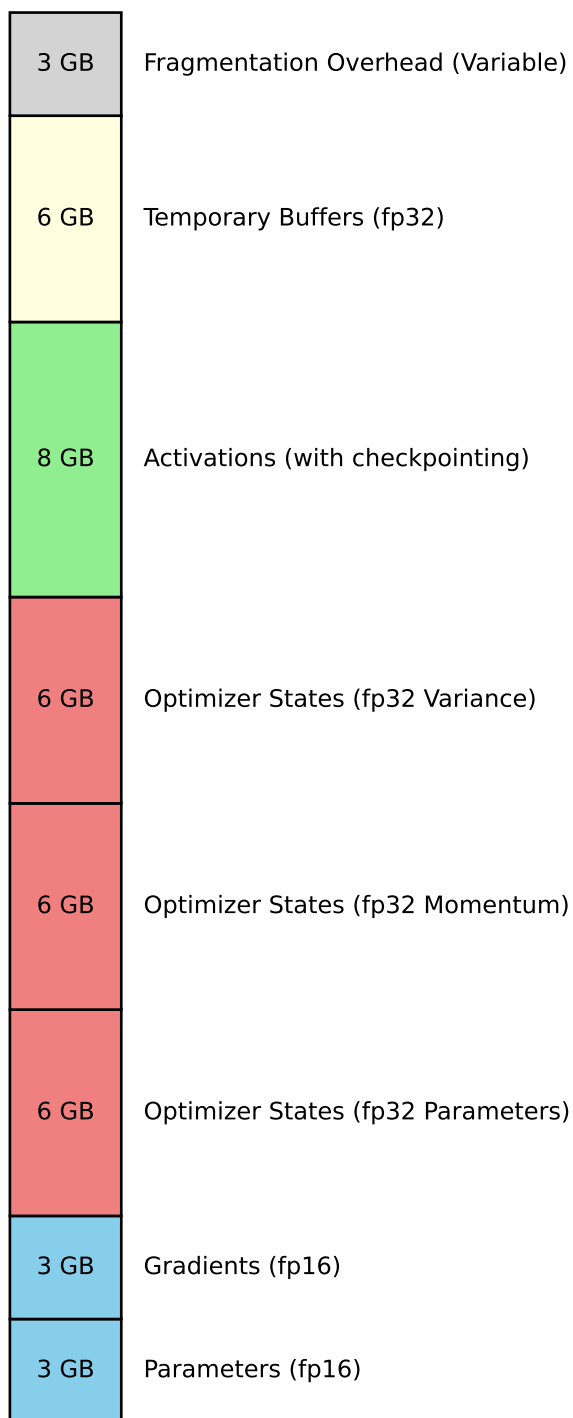 3 GB Fragmentation Overhead (Variable)
6 GB Temporary Buffers (fp32)
8 GB Activations (with checkpointing)
6 GB Optimizer States (fp32 Variance)
6 GB Optimizer States (fp32 Momentum)
6 GB Optimizer States (fp32 Parameters)
3 GB Gradients (fp16)
3 GB Parameters (fp16)